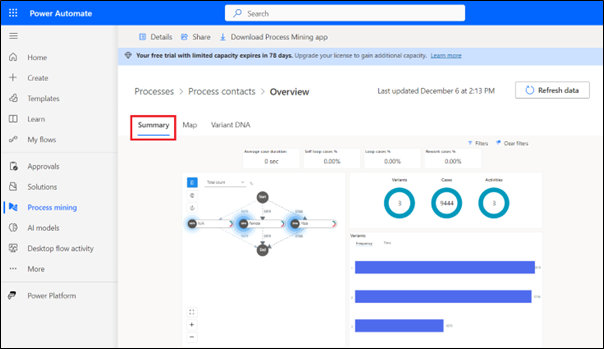 Power Automate
Search
Details
Share
Download Process Mining app
Your free trial with limited capacity expires in 78 days. Upgrade your license to gain additional capacity. Learn more
Home
Create
Templates
Learn
My flows
Approvals
Solutions
Process mining
AI models
Desktop flow activity
More
Power Platform
Processes > Process contacts > Overview
Last updated December 6 at 2:13 PM
Refresh data
Summary
Map
Variant DNA
Filters
Clear filters
Average case duration
0 sec
Self-loop cases %
0.00%
Loop cases %
0.00%
Rework cases %
0.00%
Total count
Start
End
Variants
3
Cases
9444
Activities
3
Variants
Frequency